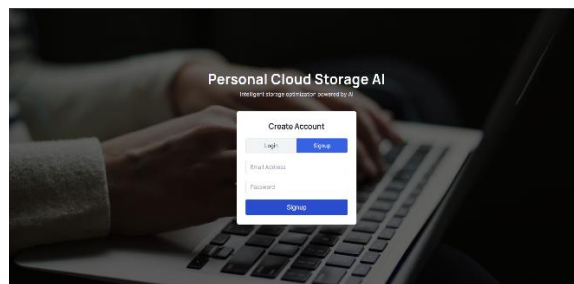 Personal Cloud Storage AI
Intelligent storage optimization powered by AI
Create Account
Login Signup
Email Address
Password
Signup